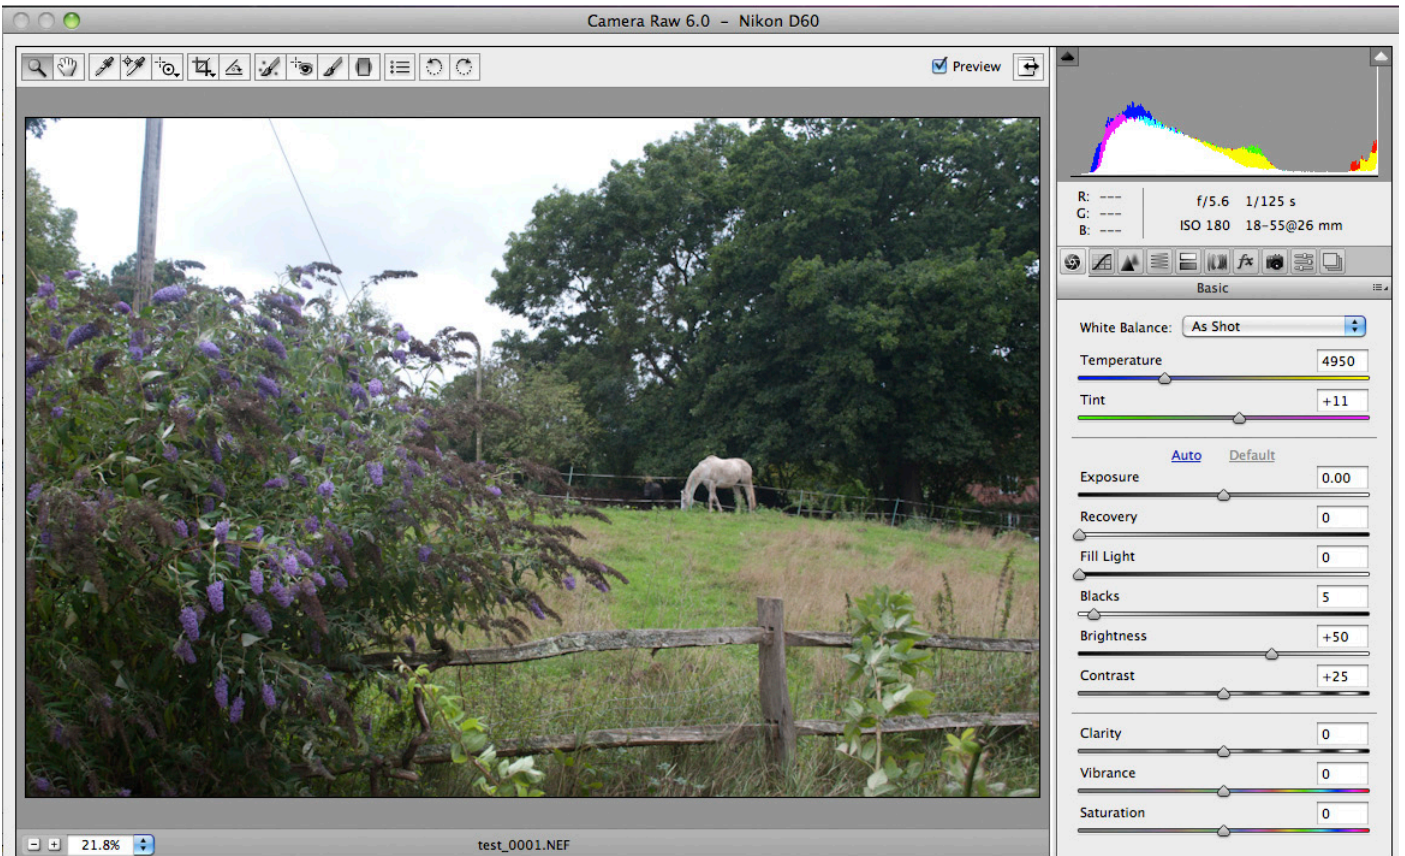 Camera Raw 6.0 – Nikon D60
Preview
R: ---
G: ---
B: ---
f/5.6 1/125 s
ISO 180 18-55@26 mm
fx
Basic
White Balance: As Shot
Temperature 4950
Tint +11
Auto Default
Exposure 0.00
Recovery 0
Fill Light 0
Blacks 5
Brightness +50
Contrast +25
Clarity 0
Vibrance 0
Saturation 0
21.8% test_0001.NEF